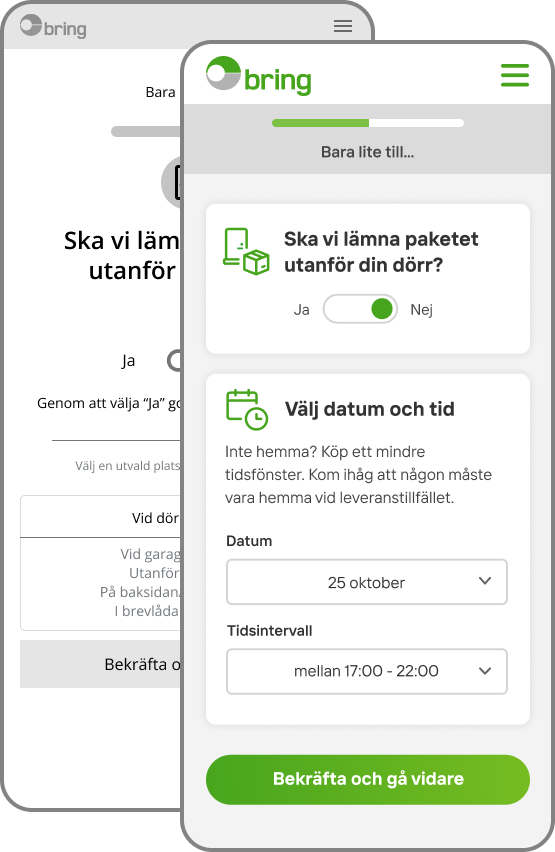 bring
Bara
Ska vi läm
utanför
Ja
Genom att välja “Ja” go
Välj en utvald plats
Vid dör
Vid garag
Utanför
På baksidan
I brevlåda
Bekräfta o
bring
Bara lite till...
Ska vi lämna paketet
utanför din dörr?
Ja Nej
Välj datum och tid
Inte hemma? Köp ett mindre
tidsfönster. Kom ihåg att någon måste
vara hemma vid leveranstillfället.
Datum
25 oktober
Tidsintervall
mellan 17:00 - 22:00
Bekräfta och gå vidare